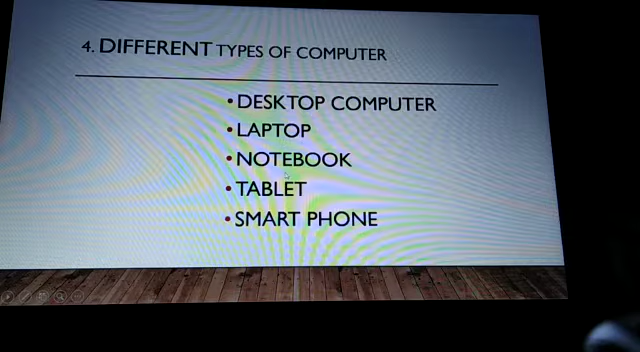 4. DIFFERENT TYPES OF COMPUTER
• DESKTOP COMPUTER
• LAPTOP
• NOTEBOOK
• TABLET
• SMART PHONE